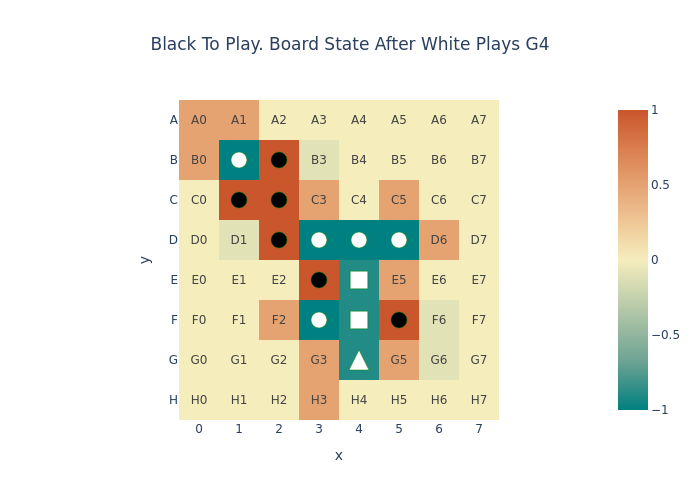 Black To Play. Board State After White Plays G4
A A0 A1 A2 A3 A4 A5 A6 A7
B B0 B3 B4 B5 B6 B7
C C0 C3 C4 C5 C6 C7
D D0 D1 D6 D7
E E0 E1 E2 E5 E6 E7
F F0 F1 F2 F6 F7
G G0 G1 G2 G3 G5 G6 G7
H H0 H1 H2 H3 H4 H5 H6 H7
0 1 2 3 4 5 6 7
x
y
1
0.5
0
−0.5
−1